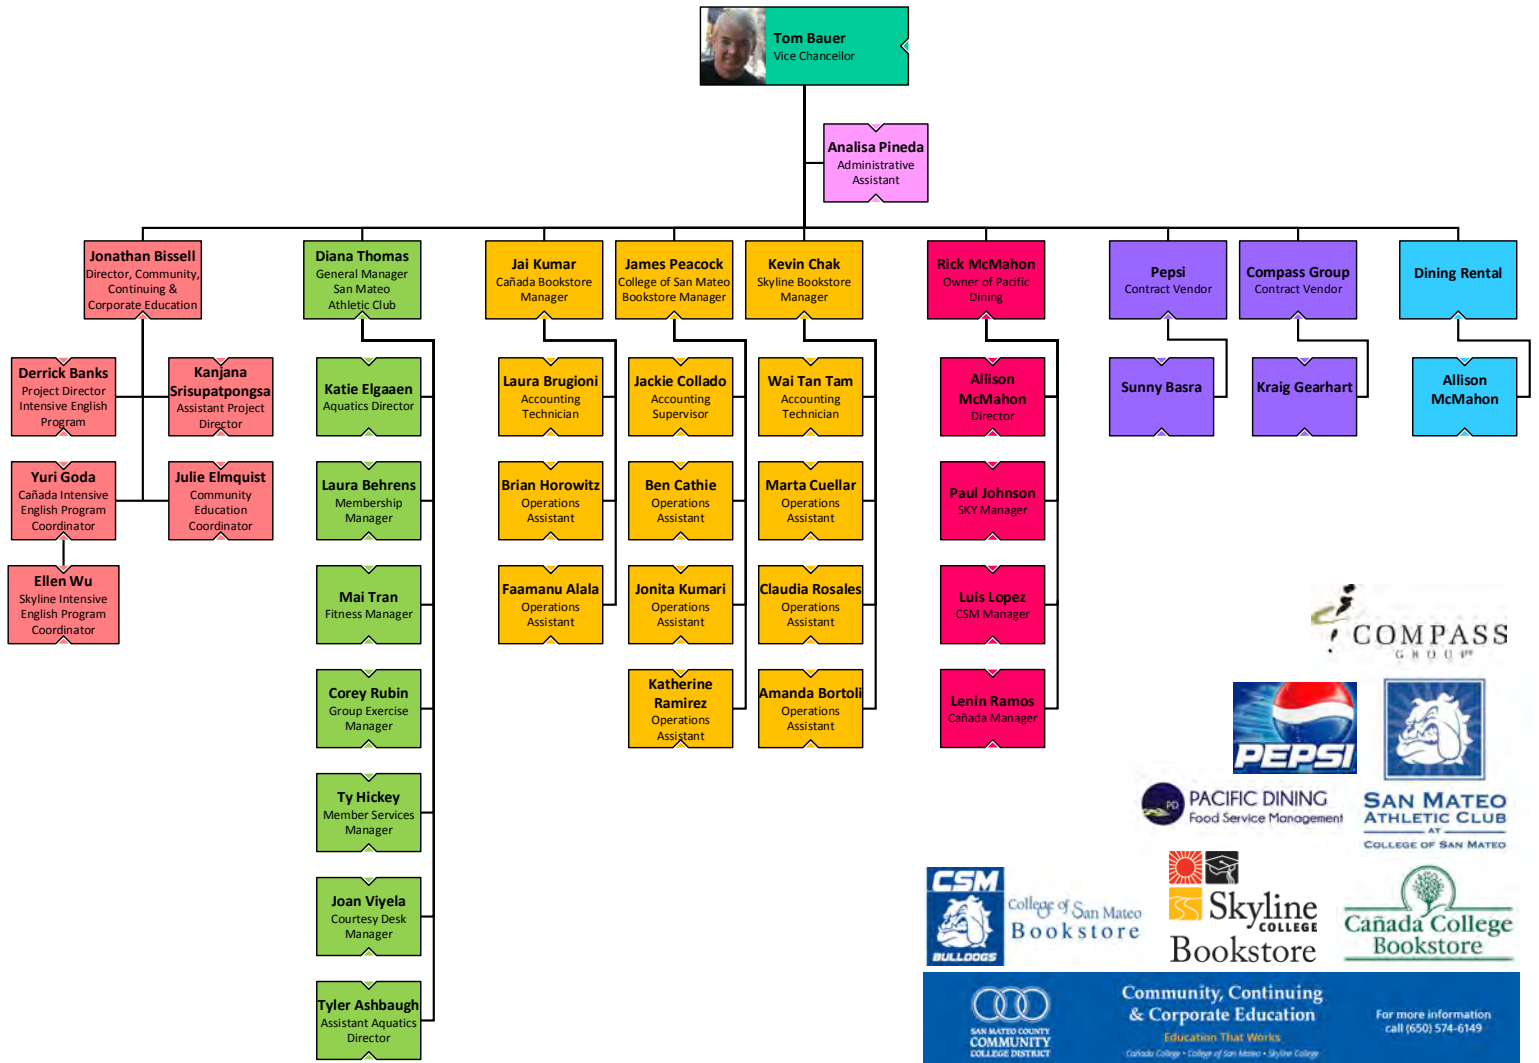 Tom Bauer
Vice Chancellor
Analisa Pineda
Administrative
Assistant
Jonathan Bissell
Director, Community,
Continuing &
Corporate Education
Derrick Banks
Project Director
Intensive English
Program
Kanjana
Srisupatpongsa
Assistant Project
Director
Yuri Goda
Cañada Intensive
English Program
Coordinator
Julie Elmquist
Community
Education
Coordinator
Ellen Wu
Skyline Intensive
English Program
Coordinator
Diana Thomas
General Manager
San Mateo
Athletic Club
Katie Elgaaen
Aquatics Director
Laura Behrens
Membership
Manager
Mai Tran
Fitness Manager
Corey Rubin
Group Exercise
Manager
Ty Hickey
Member Services
Manager
Joan Viyela
Courtesy Desk
Manager
Tyler Ashbaugh
Assistant Aquatics
Director
Jai Kumar
Cañada Bookstore
Manager
Laura Brugioni
Accounting
Technician
Brian Horowitz
Operations
Assistant
Faamanu Alala
Operations
Assistant
James Peacock
College of San Mateo
Bookstore Manager
Jackie Collado
Accounting
Supervisor
Ben Cathie
Operations
Assistant
Jonita Kumari
Operations
Assistant
Katherine
Ramirez
Operations
Assistant
Kevin Chak
Skyline Bookstore
Manager
Wai Tan Tam
Accounting
Technician
Marta Cuellar
Operations
Assistant
Claudia Rosales
Operations
Assistant
Amanda Bortoli
Operations
Assistant
Rick McMahon
Owner of Pacific
Dining
Allison
McMahon
Director
Paul Johnson
SKY Manager
Luis Lopez
CSM Manager
Lenin Ramos
Cañada Manager
Pepsi
Contract Vendor
Sunny Basra
Compass Group
Contract Vendor
Kraig Gearhart
Dining Rental
Allison
McMahon
COMPASS
GROUP
PEPSI
PD
PACIFIC DINING
Food Service Management
SAN MATEO
ATHLETIC CLUB
AT
COLLEGE OF SAN MATEO
CSM
BULLDOGS
College of San Mateo
Bookstore
Skyline
COLLEGE
Bookstore
Cañada College
Bookstore
SAN MATEO COUNTY
COMMUNITY
COLLEGE DISTRICT
Community, Continuing
& Corporate Education
Education That Works
Cañada College • College of San Mateo • Skyline College
For more information
call (650) 574-6149